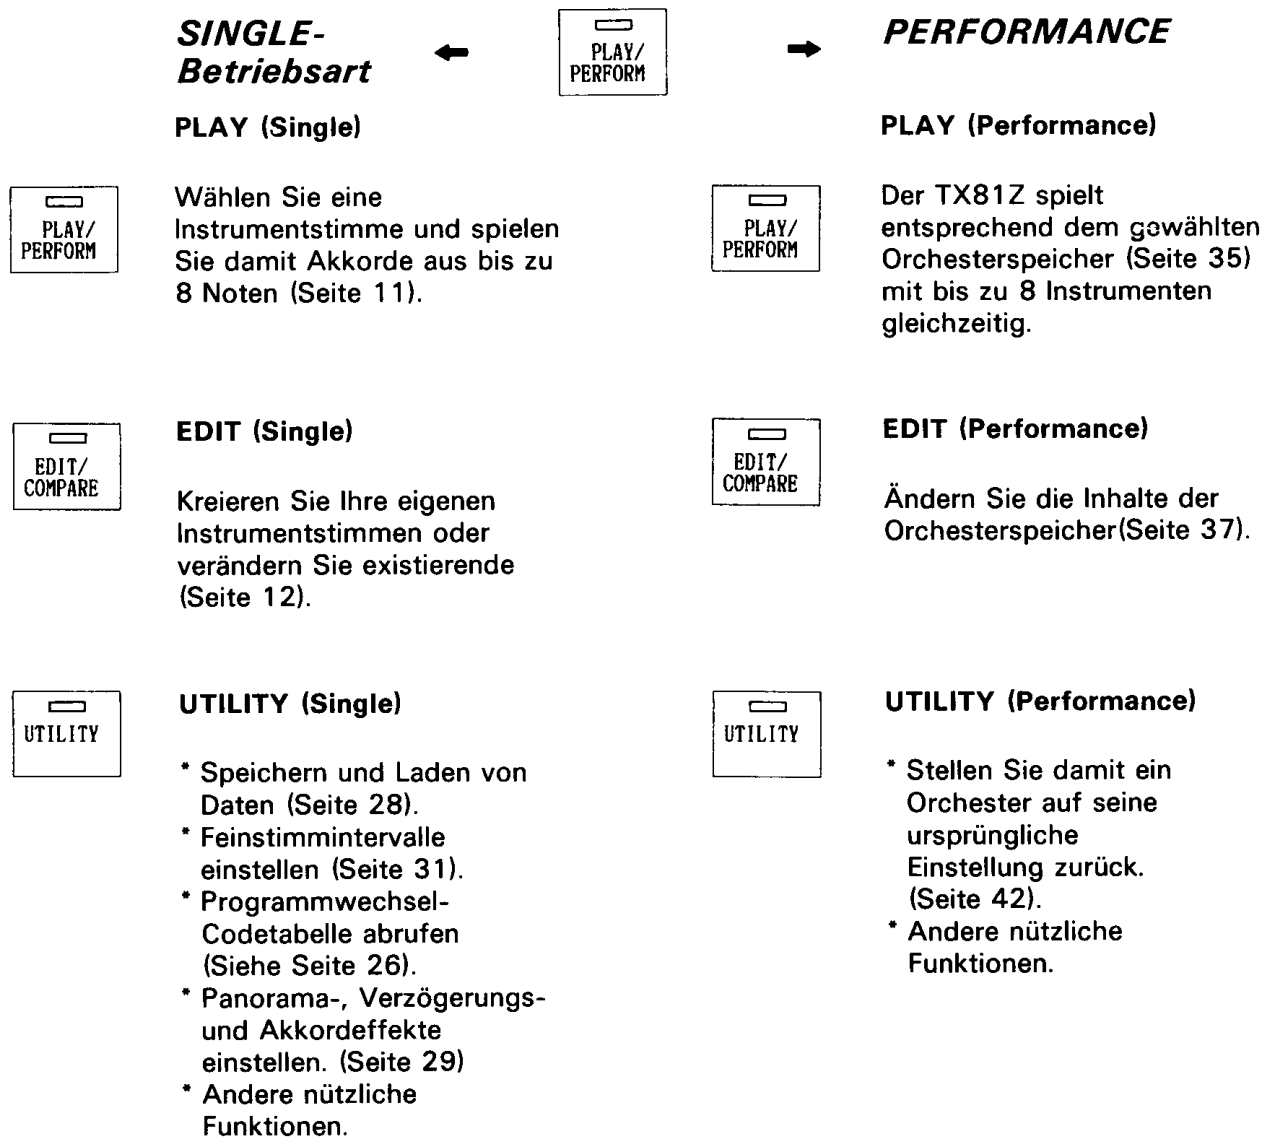 SINGLE-
Betriebsart
PLAY/
PERFORM
PERFORMANCE
PLAY (Single)
PLAY/
PERFORM
Wählen Sie eine
Instrumentstimme und spielen
Sie damit Akkorde aus bis zu
8 Noten (Seite 11).
PLAY (Performance)
PLAY/
PERFORM
Der TX81Z spielt
entsprechend dem gewählten
Orchesterspeicher (Seite 35)
mit bis zu 8 Instrumenten
gleichzeitig.
EDIT/
COMPARE
EDIT (Single)
Kreieren Sie Ihre eigenen
Instrumentstimmen oder
verändern Sie existierende
(Seite 12).
EDIT/
COMPARE
EDIT (Performance)
Ändern Sie die Inhalte der
Orchesterspeicher(Seite 37).
UTILITY
UTILITY (Single)
* Speichern und Laden von
Daten (Seite 28).
* Feinstimmintervalle
einstellen (Seite 31).
* Programmwechsel-
Codetabelle abrufen
(Siehe Seite 26).
* Panorama-, Verzögerungs-
und Akkordeffekte
einstellen. (Seite 29)
* Andere nützliche
Funktionen.
UTILITY
UTILITY (Performance)
* Stellen Sie damit ein
Orchester auf seine
ursprüngliche
Einstellung zurück.
(Seite 42).
* Andere nützliche
Funktionen.